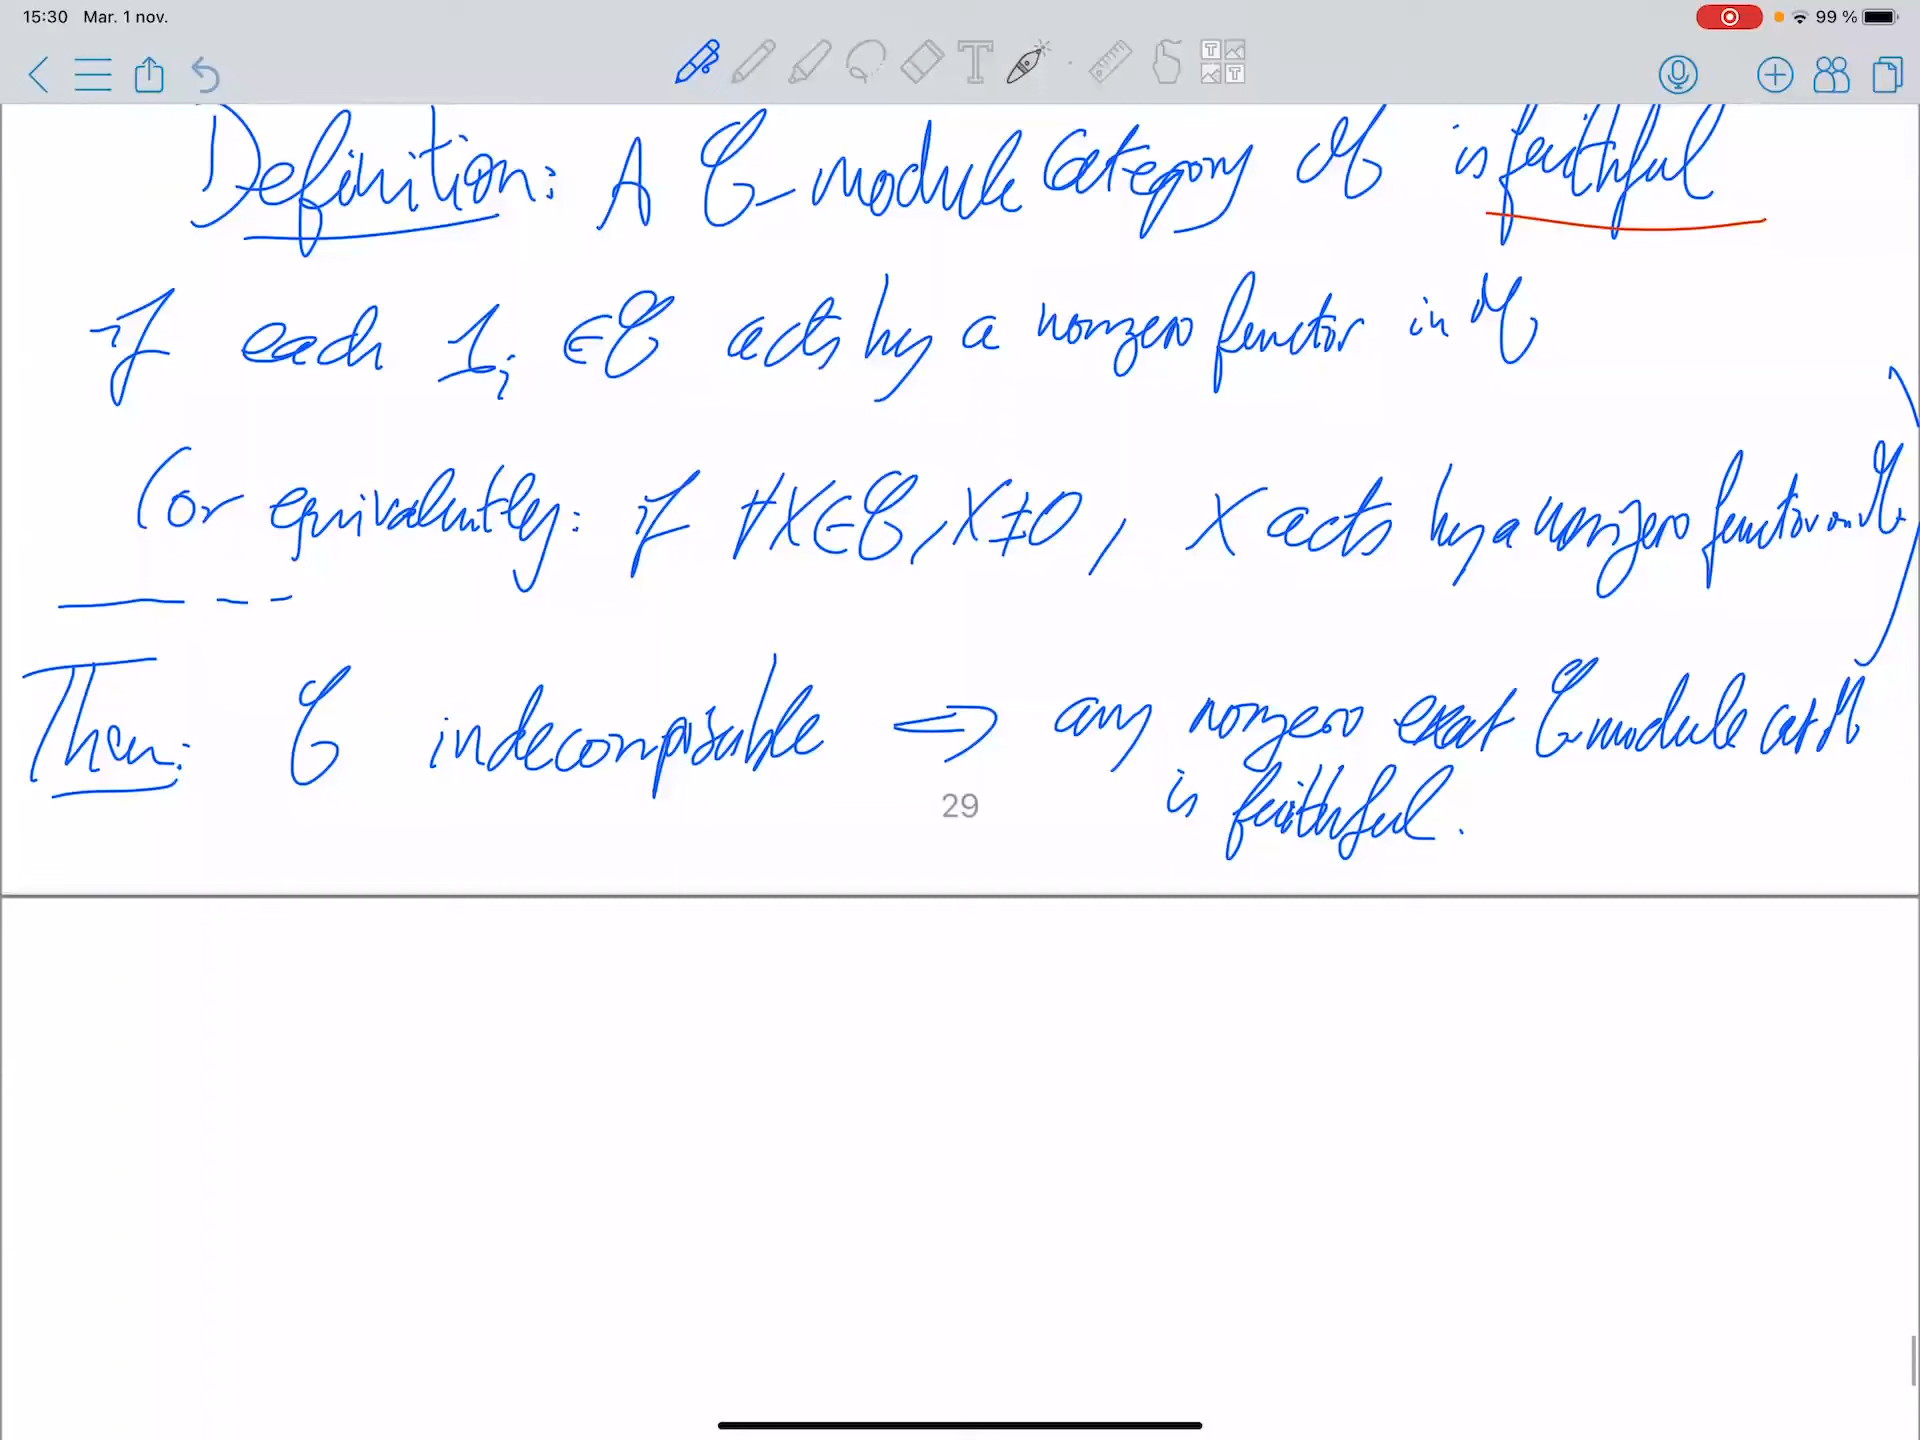 15:30 Mar. 1 nov. 99 %
Definition: A 𝒞-module category ℳ is faithful
if each 1ᵢ ∈ 𝒞 acts by a nonzero functor in ℳ
(or equivalently: if ∀X∈𝒞, X≠0, X acts by a nonzero functor on ℳ)
Then: 𝒞 indecomposable ⟺ any nonzero exact 𝒞-module cat ℳ
is faithful.
29